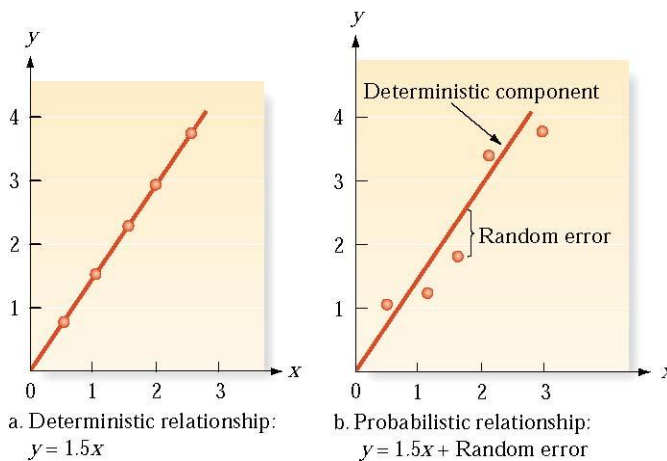 y
4
3
2
1
0
1
2
3
x
a. Deterministic relationship:
y = 1.5x
y
Deterministic component
4
3
2
1
Random error
0
1
2
3
x
b. Probabilistic relationship:
y = 1.5x + Random error